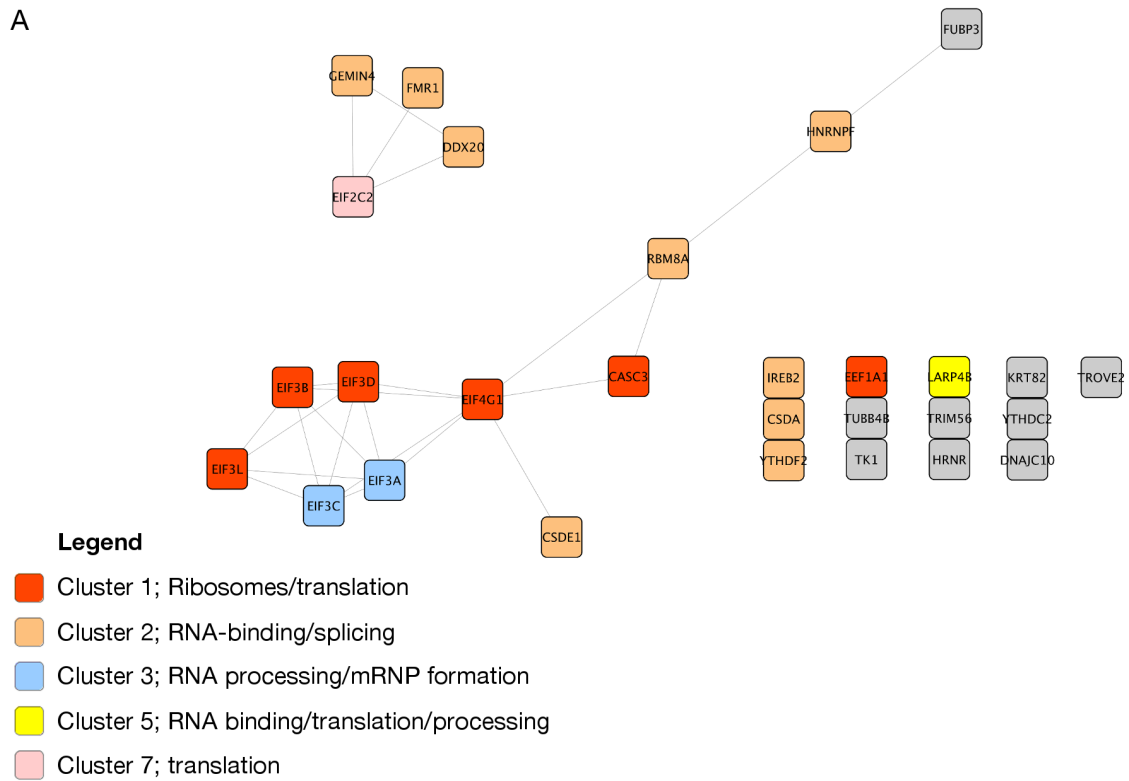 A
FUBP3
GEMIN4
FMR1
HNRNPF
DDX20
EIF2C2
RBM8A
EIF3B
EIF3D
EIF4G1
CASC3
IREB2
EEF1A1
LARP4B
KRT82
TROVE2
CSDA
TUBB4B
TRIM56
YTHDC2
YTHDF2
TK1
HRNR
DNAJC10
EIF3L
EIF3A
EIF3C
CSDE1
Legend
Cluster 1; Ribosomes/translation
Cluster 2; RNA-binding/splicing
Cluster 3; RNA processing/mRNP formation
Cluster 5; RNA binding/translation/processing
Cluster 7; translation